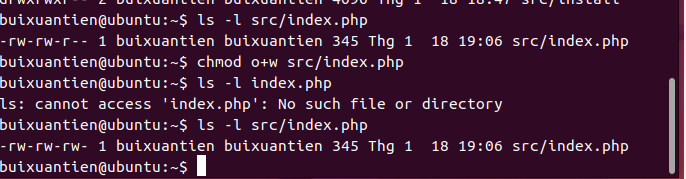 drwxrwxr-- 2 buixuantien buixuantien 4096 Thg 1  18 18:47 src/install
buixuantien@ubuntu:~$ ls -l src/index.php
-rw-rw-r-- 1 buixuantien buixuantien 345 Thg 1  18 19:06 src/index.php
buixuantien@ubuntu:~$ chmod o+w src/index.php
buixuantien@ubuntu:~$ ls -l index.php
ls: cannot access 'index.php': No such file or directory
buixuantien@ubuntu:~$ ls -l src/index.php
-rw-rw-rw- 1 buixuantien buixuantien 345 Thg 1  18 19:06 src/index.php
buixuantien@ubuntu:~$